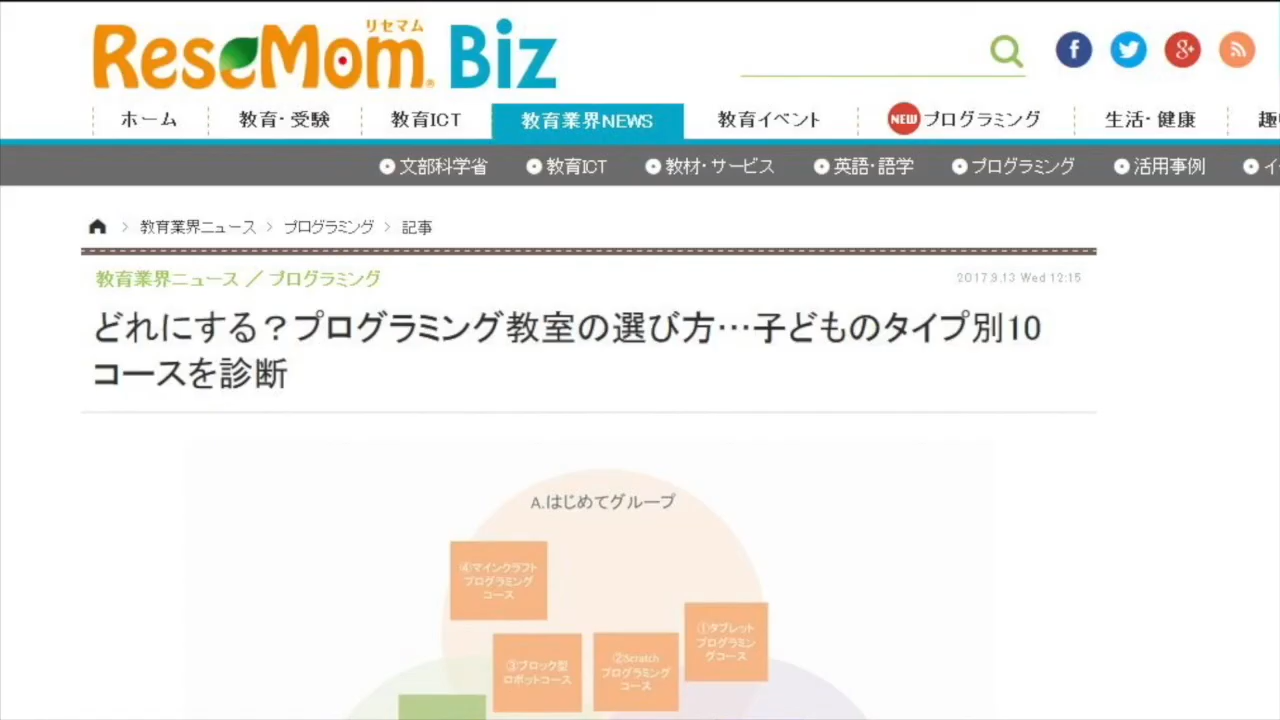 リセマム
ReseMom Biz
ホーム
教育・受験
教育ICT
教育業界NEWS
教育イベント
NEW プログラミング
生活・健康
文部科学省
教育ICT
教材・サービス
英語・語学
プログラミング
活用事例
教育業界ニュース > プログラミング > 記事
教育業界ニュース / プログラミング
2017.9.13 Wed 12:15
どれにする?プログラミング教室の選び方…子どものタイプ別10
コースを診断
A.はじめてグループ
④マインクラフト
プログラミング
コース
①タブレット
プログラミン
グコース
③ブロック型
ロボットコース
②Scratch
プログラミング
コース